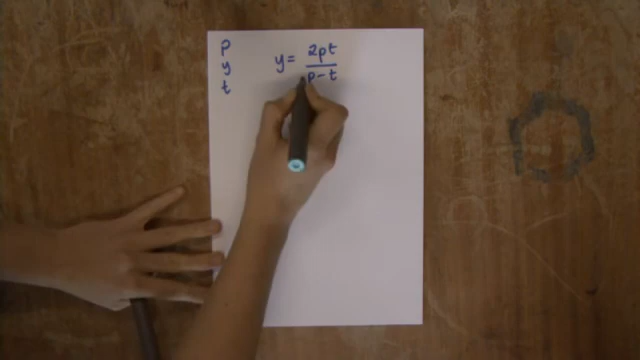 p
y
t
y = 2pt / p - t